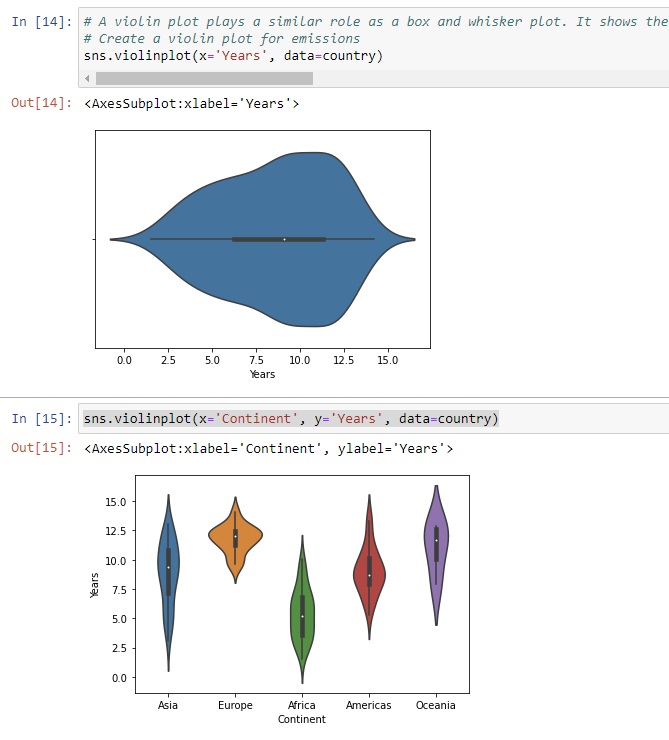 In [14]: # A violin plot plays a similar role as a box and whisker plot. It shows the
# Create a violin plot for emissions
sns.violinplot(x='Years', data=country)
Out[14]: <AxesSubplot:xlabel='Years'>
0.0 2.5 5.0 7.5 10.0 12.5 15.0
Years
In [15]: sns.violinplot(x='Continent', y='Years', data=country)
Out[15]: <AxesSubplot:xlabel='Continent', ylabel='Years'>
15.0
12.5
10.0
7.5
5.0
2.5
0.0
Years
Asia Europe Africa Americas Oceania
Continent